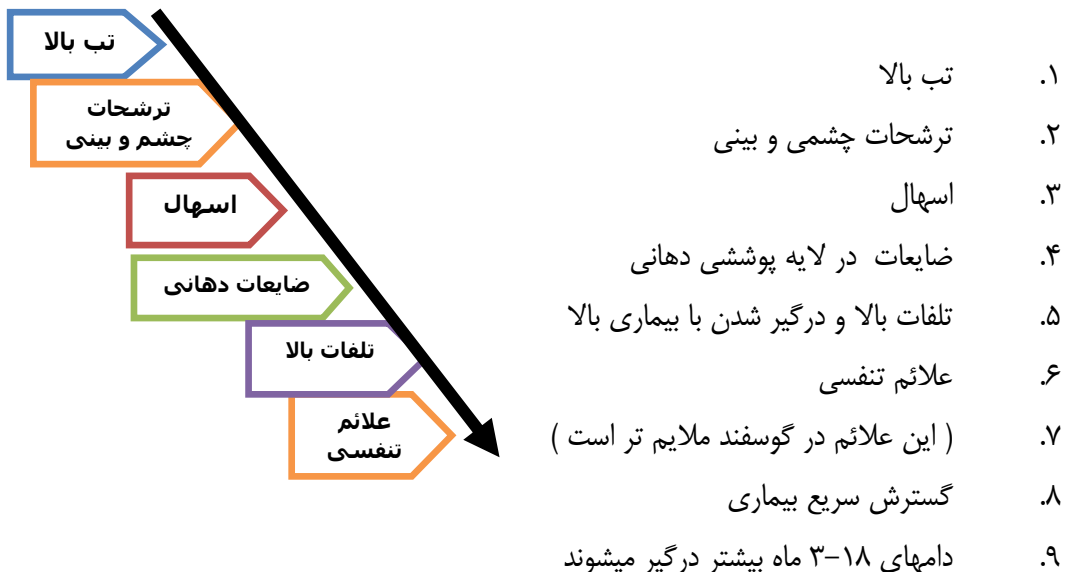 تب بالا
ترشحات
چشم و بینی
اسهال
ضایعات دهانی
تلفات بالا
علائم
تنفسی
۱. تب بالا
۲. ترشحات چشمی و بینی
۳. اسهال
۴. ضایعات در لایه پوششی دهانی
۵. تلفات بالا و درگیر شدن با بیماری بالا
۶. علائم تنفسی
۷. ( این علائم در گوسفند ملایم تر است )
۸. گسترش سریع بیماری
۹. دامهای ۱۸-۳ ماه بیشتر درگیر میشوند